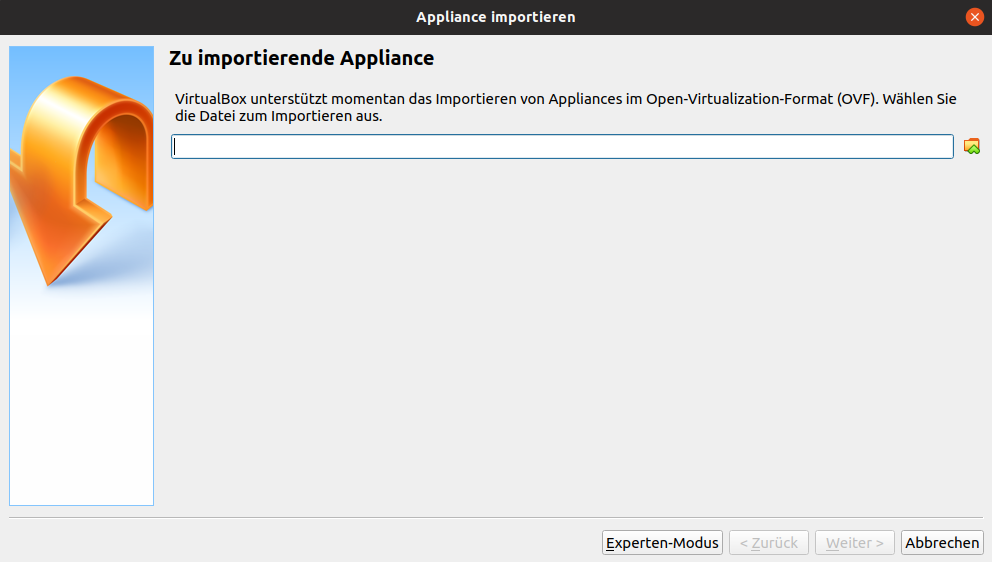 Appliance importieren
Zu importierende Appliance
VirtualBox unterstützt momentan das Importieren von Appliances im Open-Virtualization-Format (OVF). Wählen Sie
die Datei zum Importieren aus.
Experten-Modus < Zurück Weiter > Abbrechen